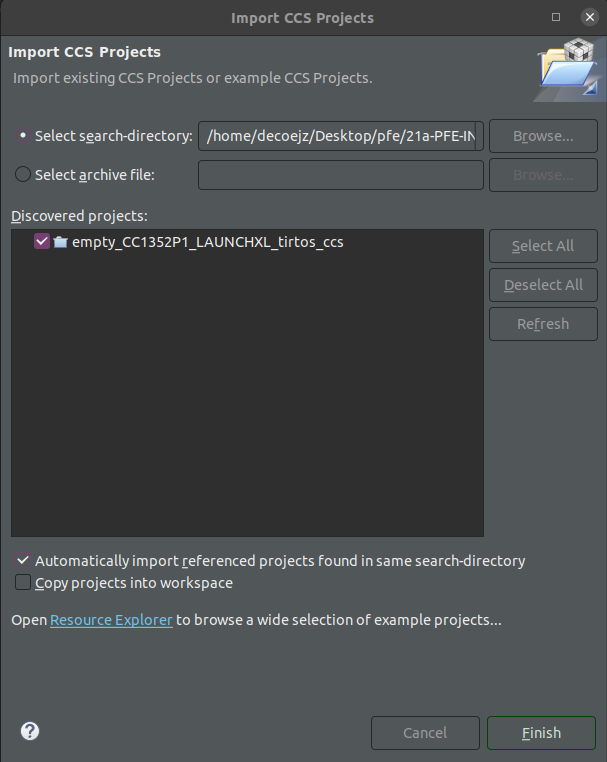 Import CCS Projects
Import CCS Projects
Import existing CCS Projects or example CCS Projects.
Select search-directory: /home/decoejz/Desktop/pfe/21a-PFE-IN Browse...
Select archive file: Browse...
Discovered projects:
empty_CC1352P1_LAUNCHXL_tirtos_ccs
Select All
Deselect All
Refresh
Automatically import referenced projects found in same search-directory
Copy projects into workspace
Open Resource Explorer to browse a wide selection of example projects...
? Cancel Finish